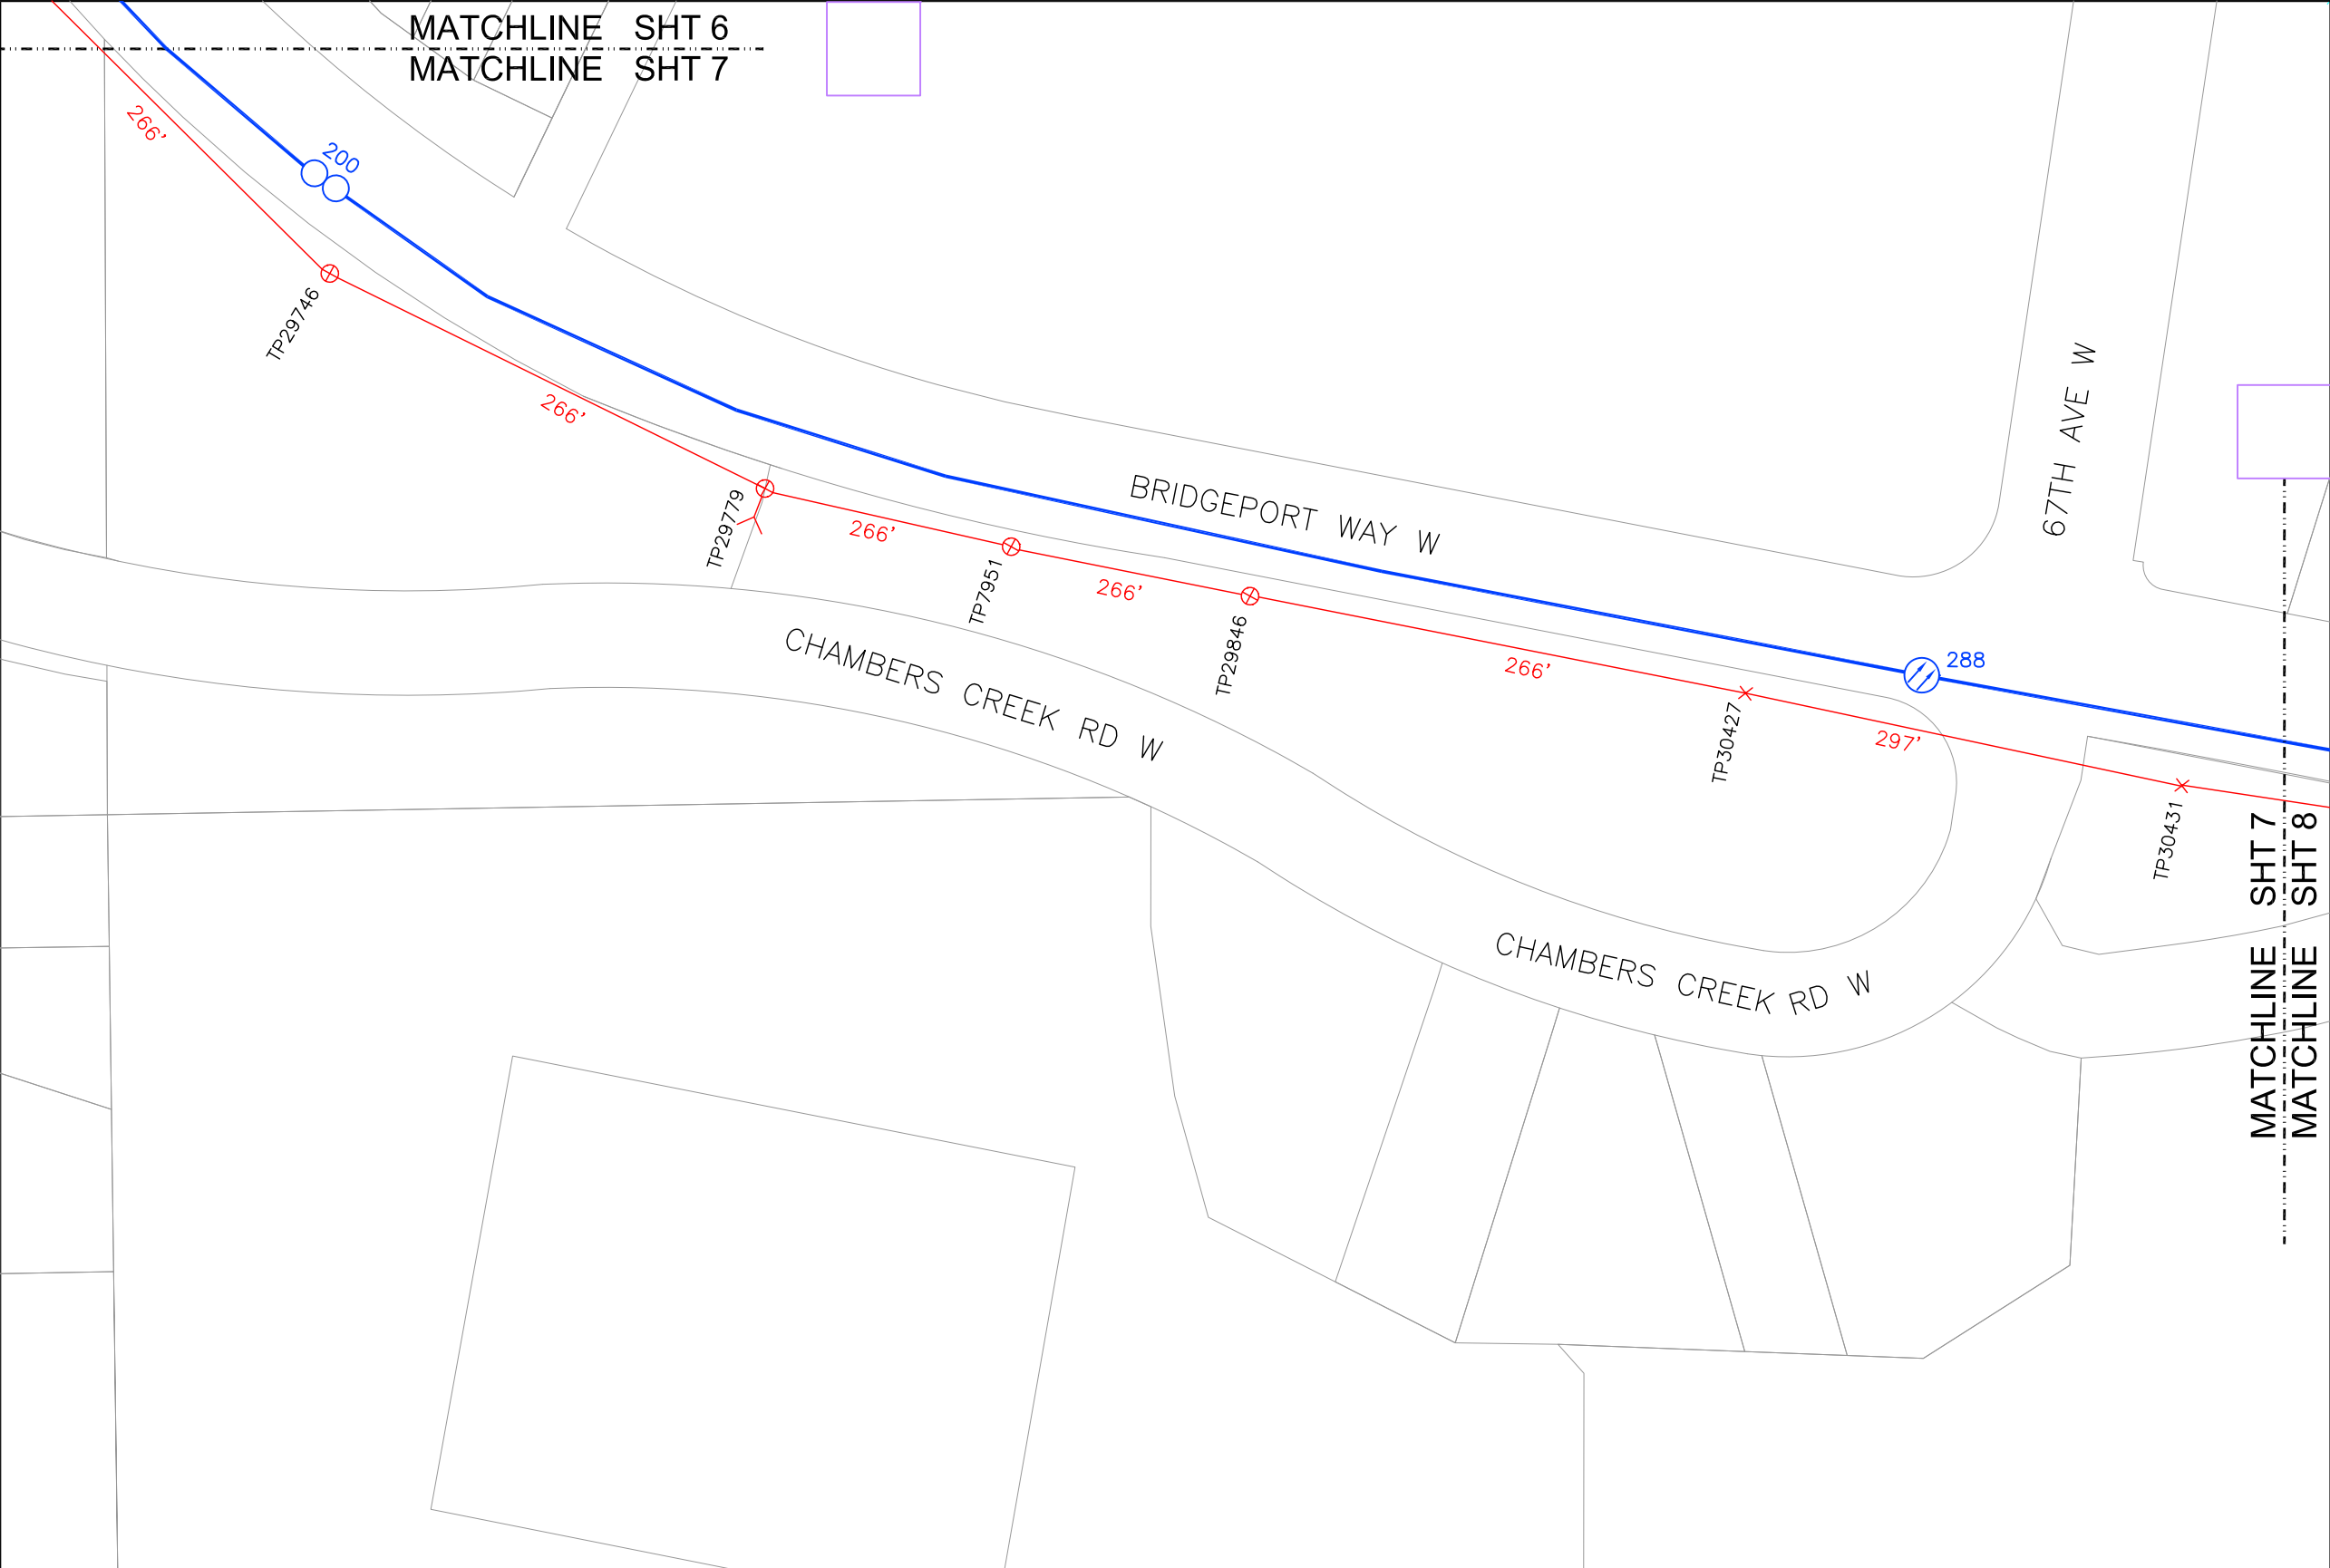 MATCHLINE SHT 6
MATCHLINE SHT 7
266'
200
TP29746
266'
TP29779
266'
TP7951
266'
TP29846
BRIDGEPORT WAY W
67TH AVE W
266'
TP30427
288
297'
TP30431
CHAMBERS CREEK RD W
CHAMBERS CREEK RD W
MATCHLINE SHT 7
MATCHLINE SHT 8